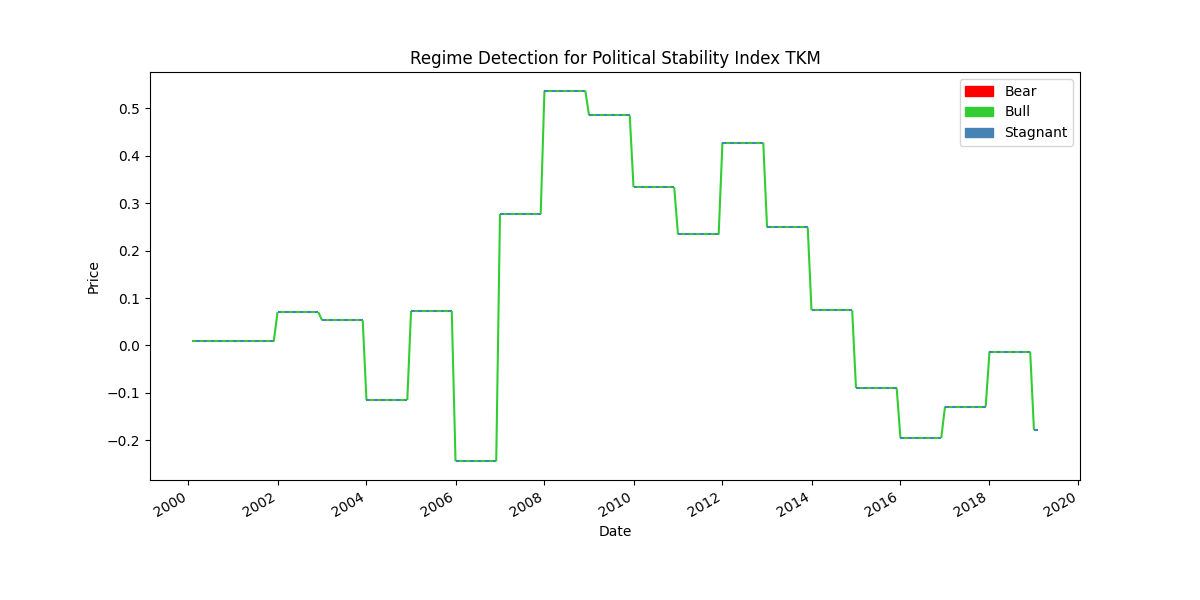 Regime Detection for Political Stability Index TKM
Bear
Bull
Stagnant
Price
0.5
0.4
0.3
0.2
0.1
0.0
−0.1
−0.2
2000 2002 2004 2006 2008 2010 2012 2014 2016 2018 2020
Date